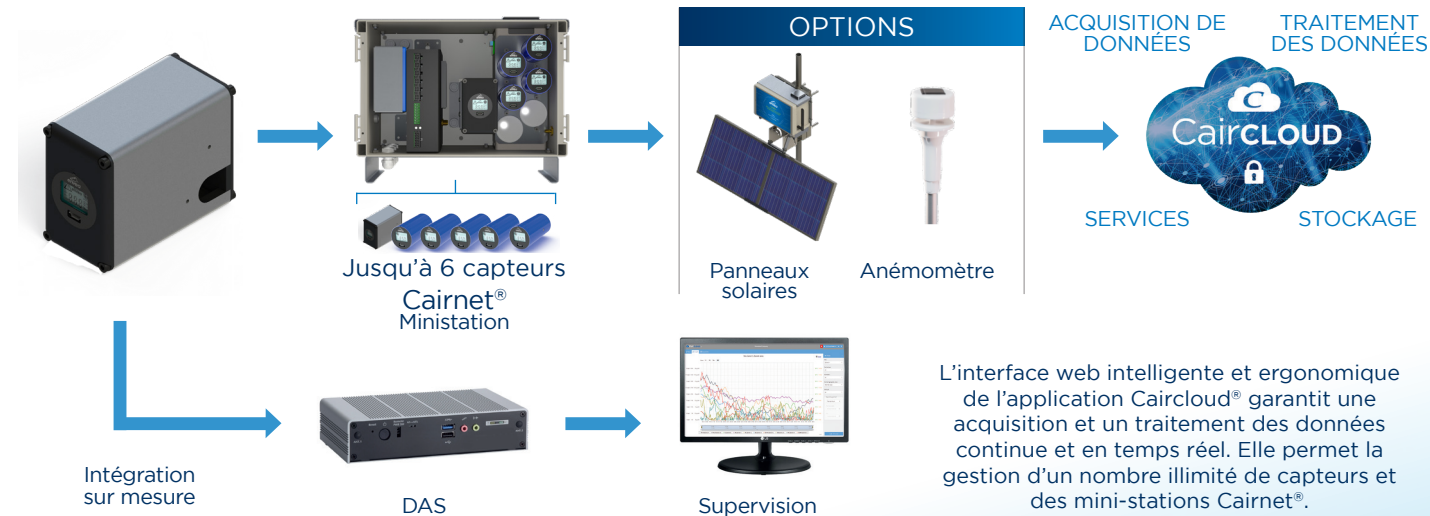 OPTIONS
ACQUISITION DE
DONNÉES
TRAITEMENT
DES DONNÉES
CairCLOUD
SERVICES
STOCKAGE
Jusqu'à 6 capteurs
Cairnet®
Ministation
Panneaux
solaires
Anémomètre
Intégration
sur mesure
DAS
Supervision
L'interface web intelligente et ergonomique
de l'application Caircloud® garantit une
acquisition et un traitement des données
continue et en temps réel. Elle permet la
gestion d'un nombre illimité de capteurs et
des mini-stations Cairnet®.